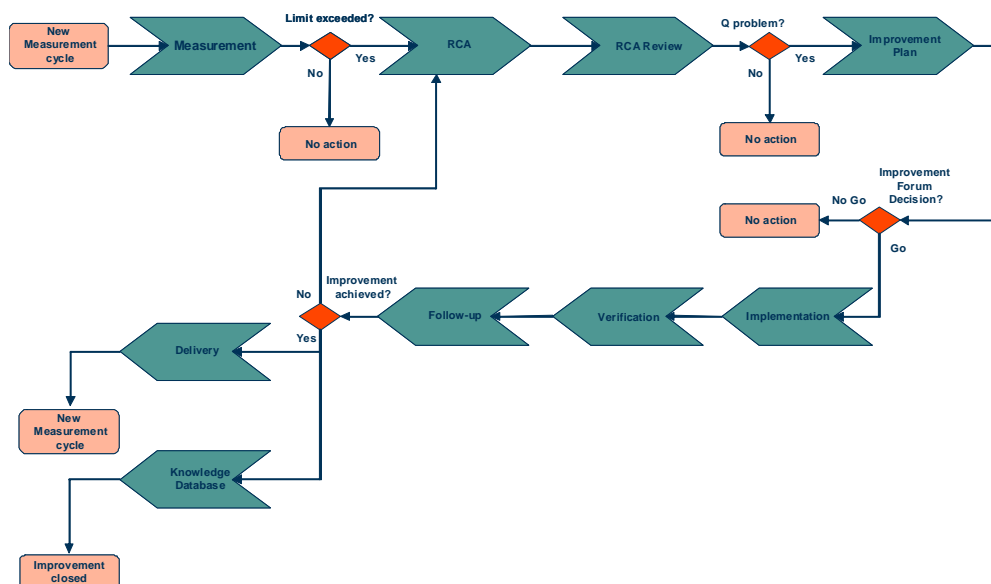 New
Measurement
cycle
Measurement
Limit exceeded?
Yes
No
No action
RCA
RCA Review
Q problem?
Yes
No
No action
Improvement
Plan
Improvement
Forum
Decision?
No Go
No action
Go
Implementation
Verification
Follow-up
Improvement
achieved?
No
Yes
Delivery
New
Measurement
cycle
Knowledge
Database
Improvement
closed